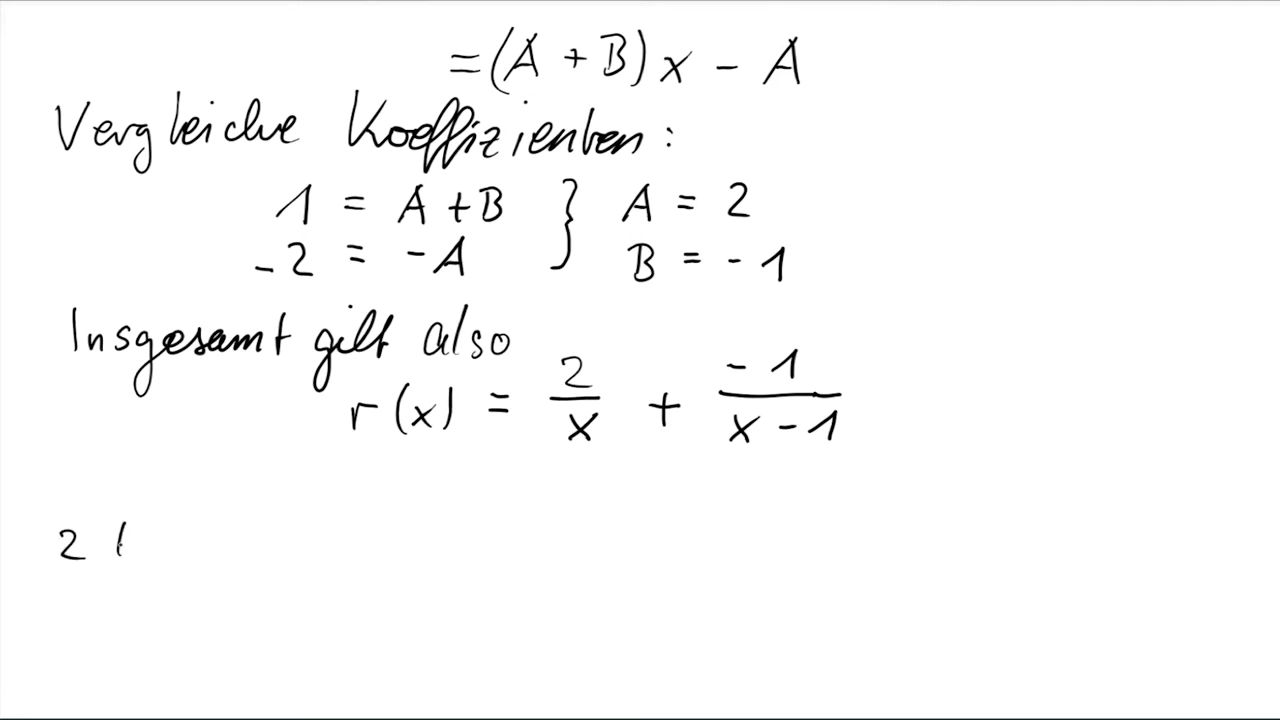 =(A + B) x - A
Vergleiche Koeffizienten:
1 = A + B } A = 2
-2 = -A } B = -1
Insgesamt gilt also
r(x) = 2/x + -1/(x-1)
2 (